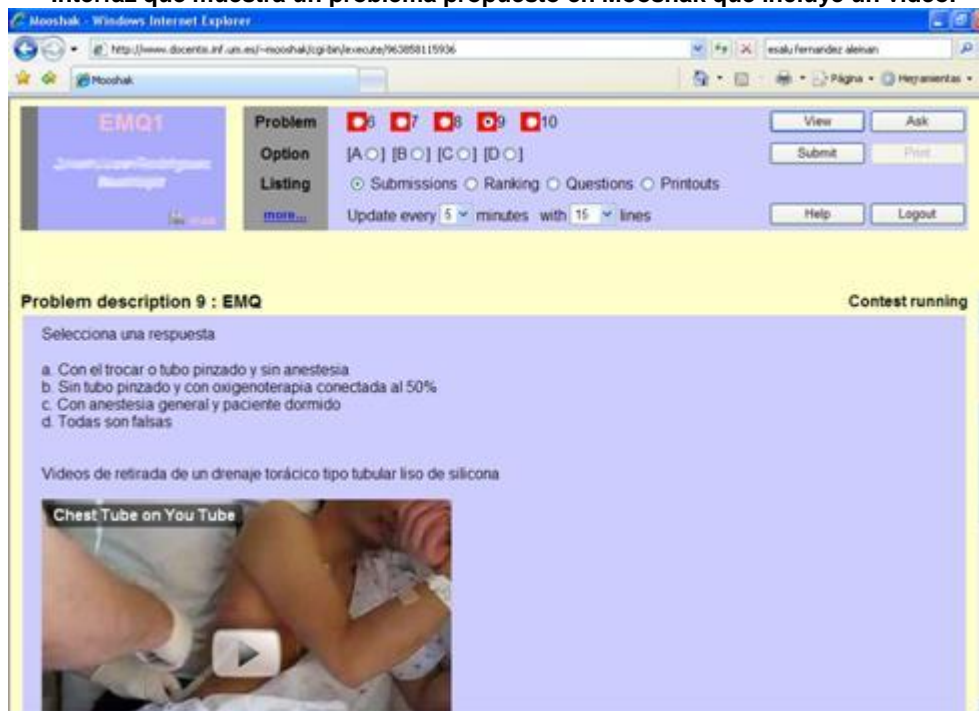 Interfaz que muestra un problema propuesto en Mooshak que incluye un vídeo.
Mooshak - Windows Internet Explorer
http://www.docentis.inf.um.es/~mooshak/cgi-bin/execute/963858115936
esalu fernandez aleman
Mooshak
Página
Herramientas
EMQ1
Problem 6 7 8 9 10
View Ask
Option [A] [B] [C] [D]
Submit Print
Listing Submissions Ranking Questions Printouts
more... Update every 5 minutes with 15 lines
Help Logout
Problem description 9 : EMQ
Contest running
Selecciona una respuesta
a. Con el trocar o tubo pinzado y sin anestesia
b. Sin tubo pinzado y con oxigenoterapia conectada al 50%
c. Con anestesia general y paciente dormido
d. Todas son falsas
Videos de retirada de un drenaje torácico tipo tubular liso de silicona
Chest Tube on You Tube